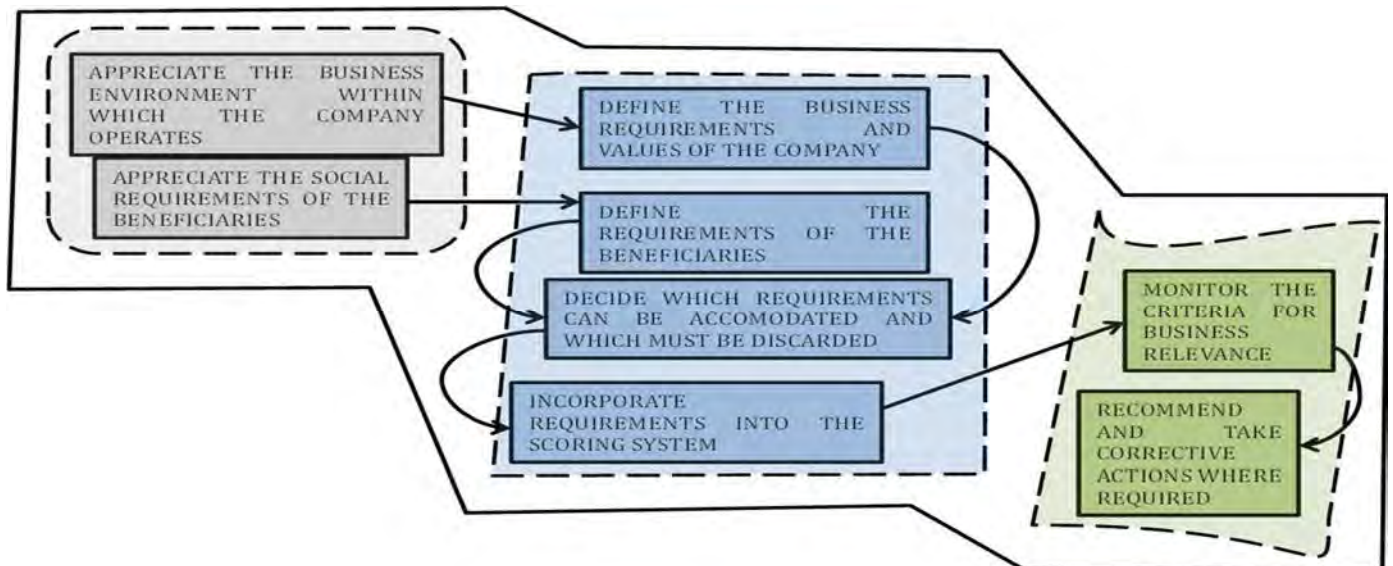 APPRECIATE THE BUSINESS
ENVIRONMENT WITHIN
WHICH THE COMPANY
OPERATES
APPRECIATE THE SOCIAL
REQUIREMENTS OF THE
BENEFICIARIES
DEFINE THE BUSINESS
REQUIREMENTS AND
VALUES OF THE COMPANY
DEFINE THE
REQUIREMENTS OF THE
BENEFICIARIES
DECIDE WHICH REQUIREMENTS
CAN BE ACCOMODATED AND
WHICH MUST BE DISCARDED
INCORPORATE
REQUIREMENTS INTO THE
SCORING SYSTEM
MONITOR THE
CRITERIA FOR
BUSINESS
RELEVANCE
RECOMMEND
AND TAKE
CORRECTIVE
ACTIONS WHERE
REQUIRED